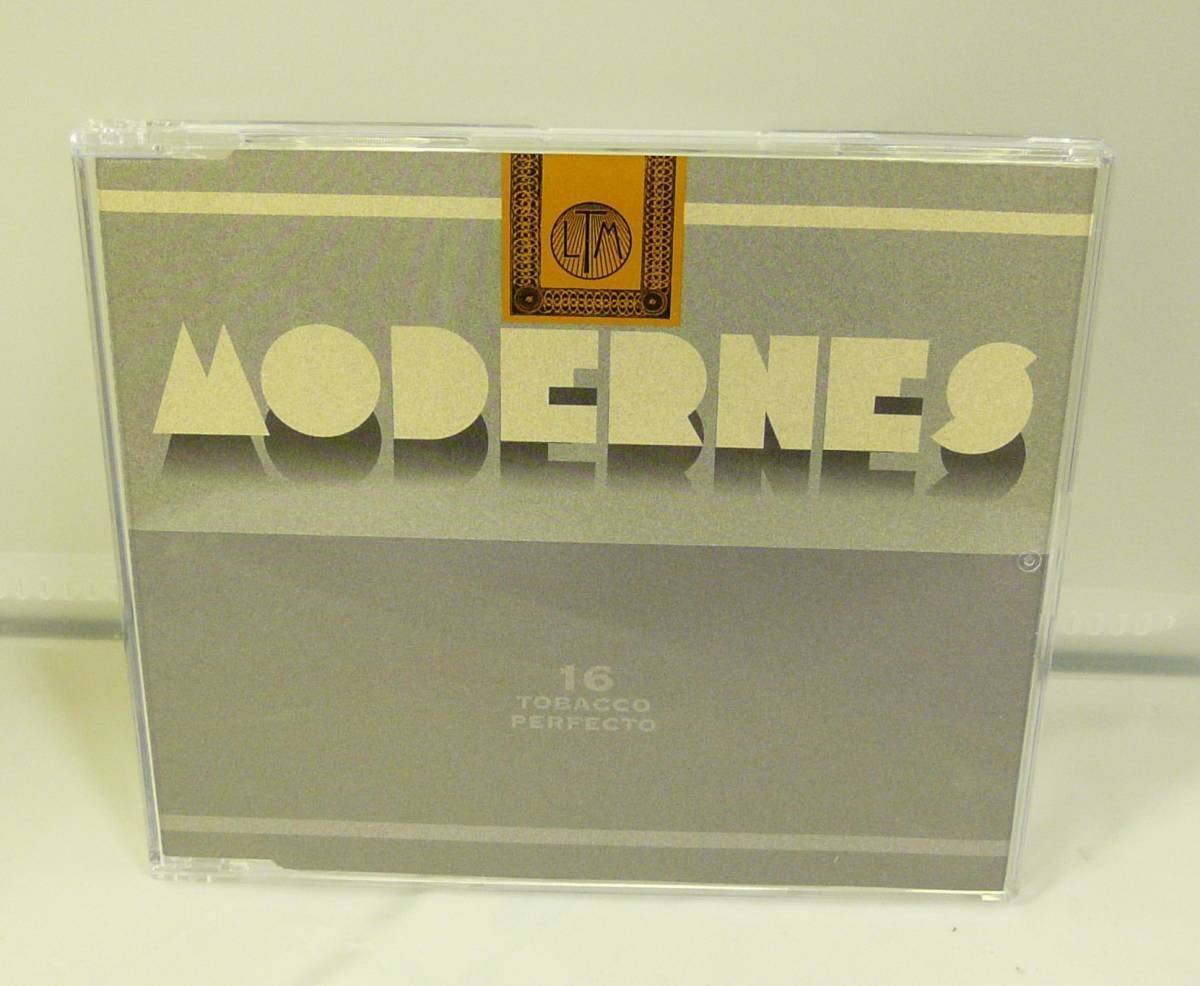 LTM
MODERNES
16
TOBACCO
PERFECTO